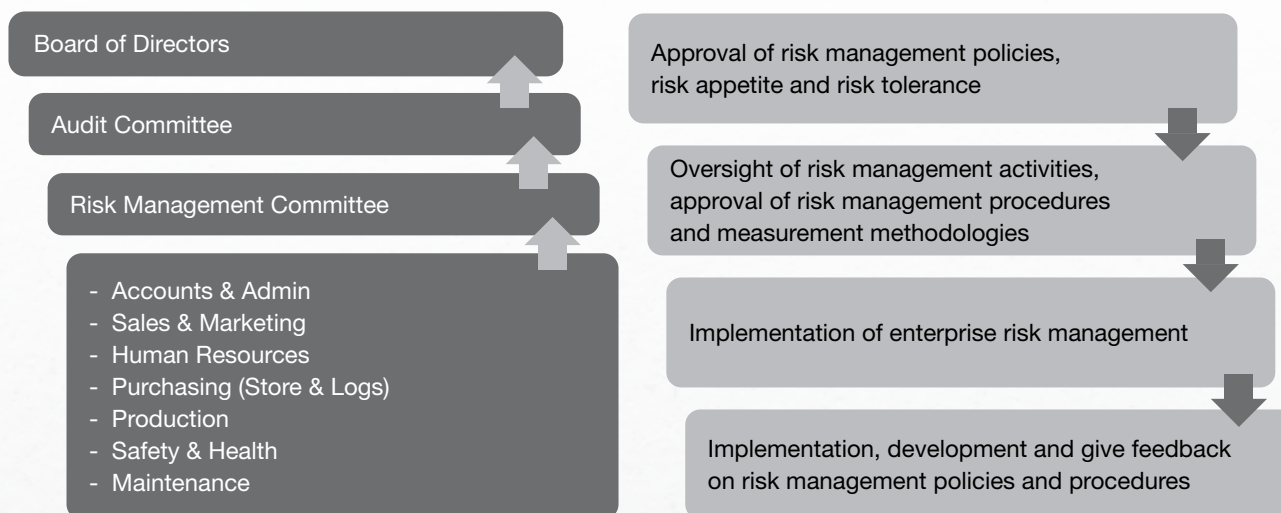 Board of Directors
Audit Committee
Risk Management Committee
- Accounts & Admin
- Sales & Marketing
- Human Resources
- Purchasing (Store & Logs)
- Production
- Safety & Health
- Maintenance
Approval of risk management policies,
risk appetite and risk tolerance
Oversight of risk management activities,
approval of risk management procedures
and measurement methodologies
Implementation of enterprise risk management
Implementation, development and give feedback
on risk management policies and procedures